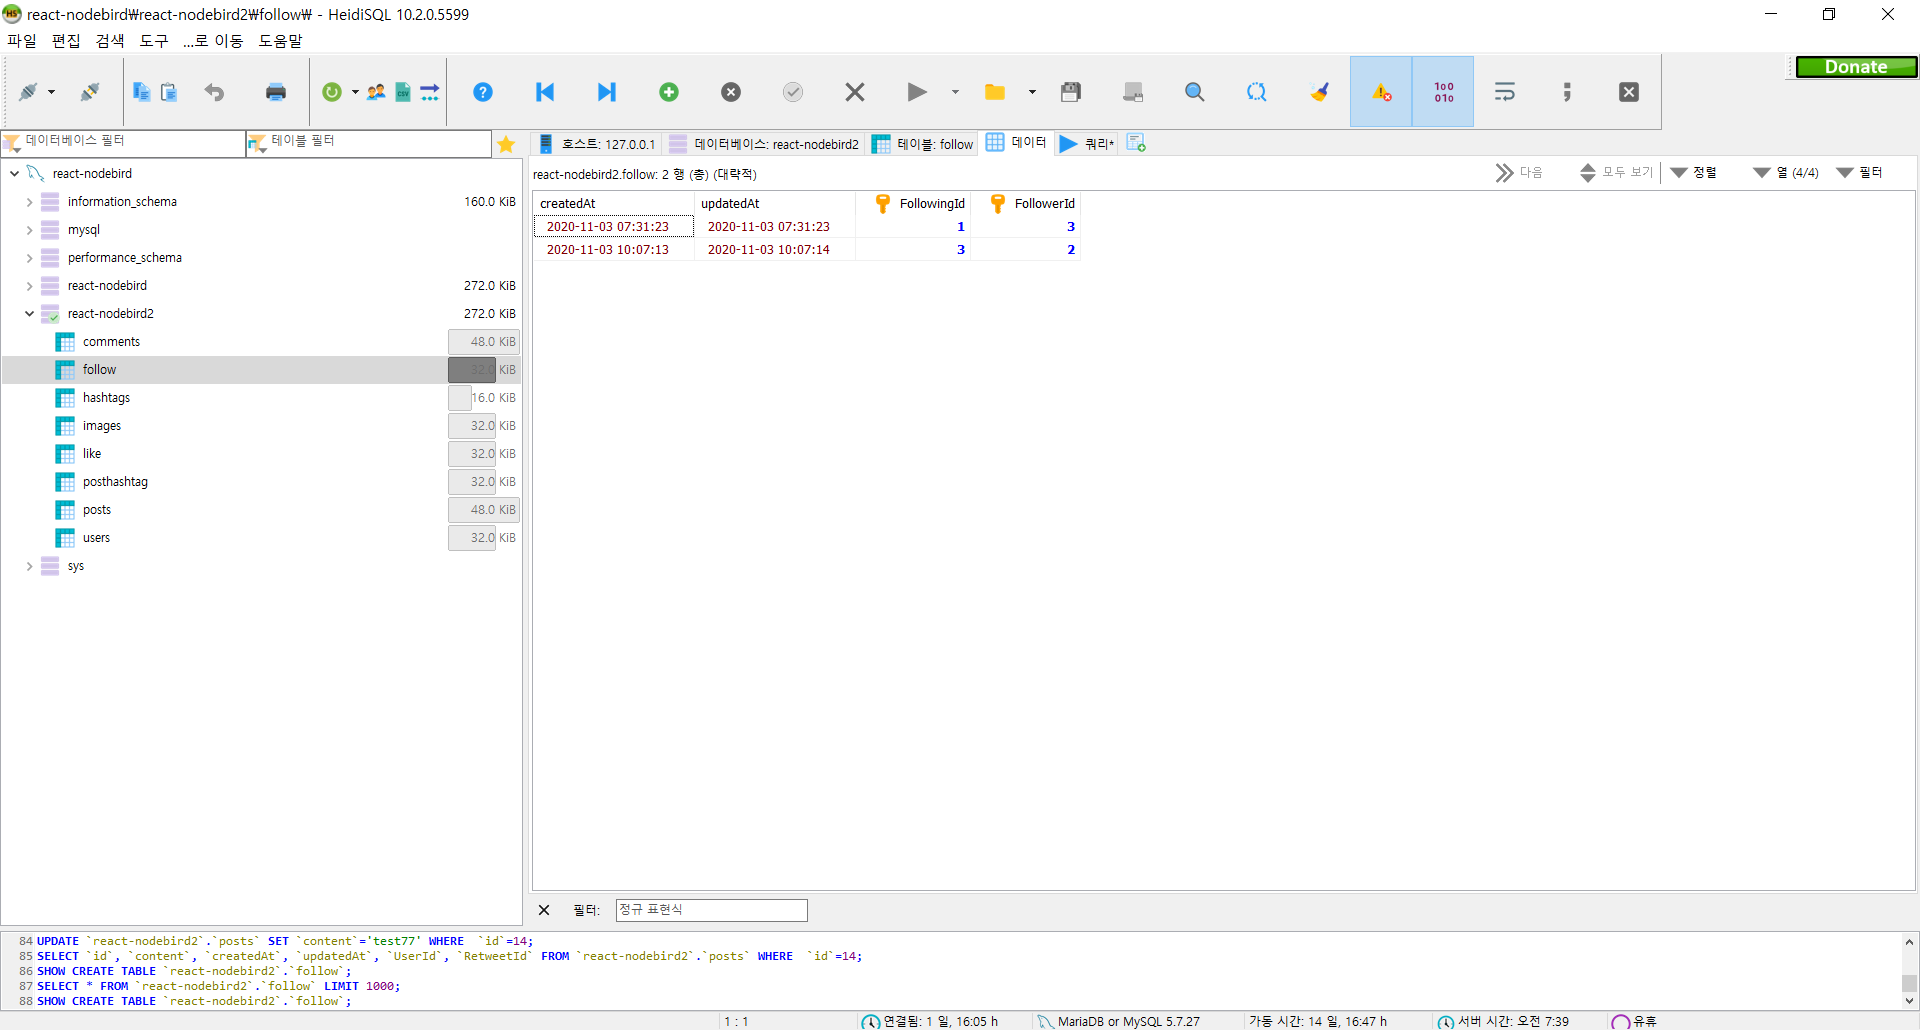 react-nodebird₩react-nodebird2₩follow₩ - HeidiSQL 10.2.0.5599
파일 편집 검색 도구 ...로 이동 도움말
Donate
데이터베이스 필터 테이블 필터
호스트: 127.0.0.1 데이터베이스: react-nodebird2 테이블: follow 데이터 쿼리*
react-nodebird2.follow: 2 행 (총) (대략적) 다음 모두 보기 정렬 열 (4/4) 필터
react-nodebird
information_schema 160.0 KiB
mysql
performance_schema
react-nodebird 272.0 KiB
react-nodebird2 272.0 KiB
comments 48.0 KiB
follow 32.0 KiB
hashtags 16.0 KiB
images 32.0 KiB
like 32.0 KiB
posthashtag 32.0 KiB
posts 48.0 KiB
users 32.0 KiB
sys
createdAt updatedAt FollowingId FollowerId
2020-11-03 07:31:23 2020-11-03 07:31:23 1 3
2020-11-03 10:07:13 2020-11-03 10:07:14 3 2
필터: 정규 표현식
84 UPDATE `react-nodebird2`.`posts` SET `content`='test77' WHERE  `id`=14;
85 SELECT `id`, `content`, `createdAt`, `updatedAt`, `UserId`, `RetweetId` FROM `react-nodebird2`.`posts` WHERE  `id`=14;
86 SHOW CREATE TABLE `react-nodebird2`.`follow`;
87 SELECT * FROM `react-nodebird2`.`follow` LIMIT 1000;
88 SHOW CREATE TABLE `react-nodebird2`.`follow`;
1 : 1 연결됨: 1 일, 16:05 h MariaDB or MySQL 5.7.27 가동 시간: 14 일, 16:47 h 서버 시간: 오전 7:39 유휴